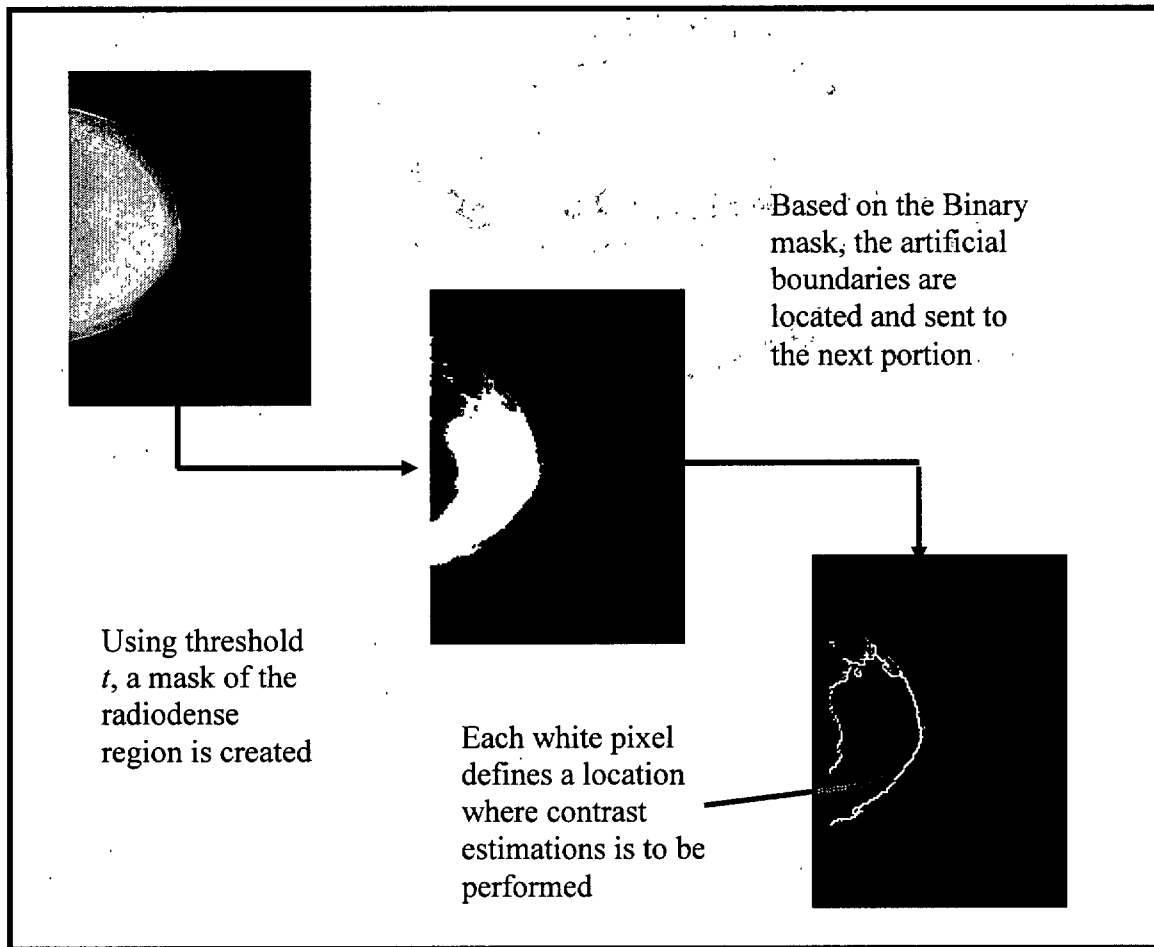 Based on the Binary
mask, the artificial
boundaries are
located and sent to
the next portion
Using threshold
t, a mask of the
radiodense
region is created
Each white pixel
defines a location
where contrast
estimations is to be
performed